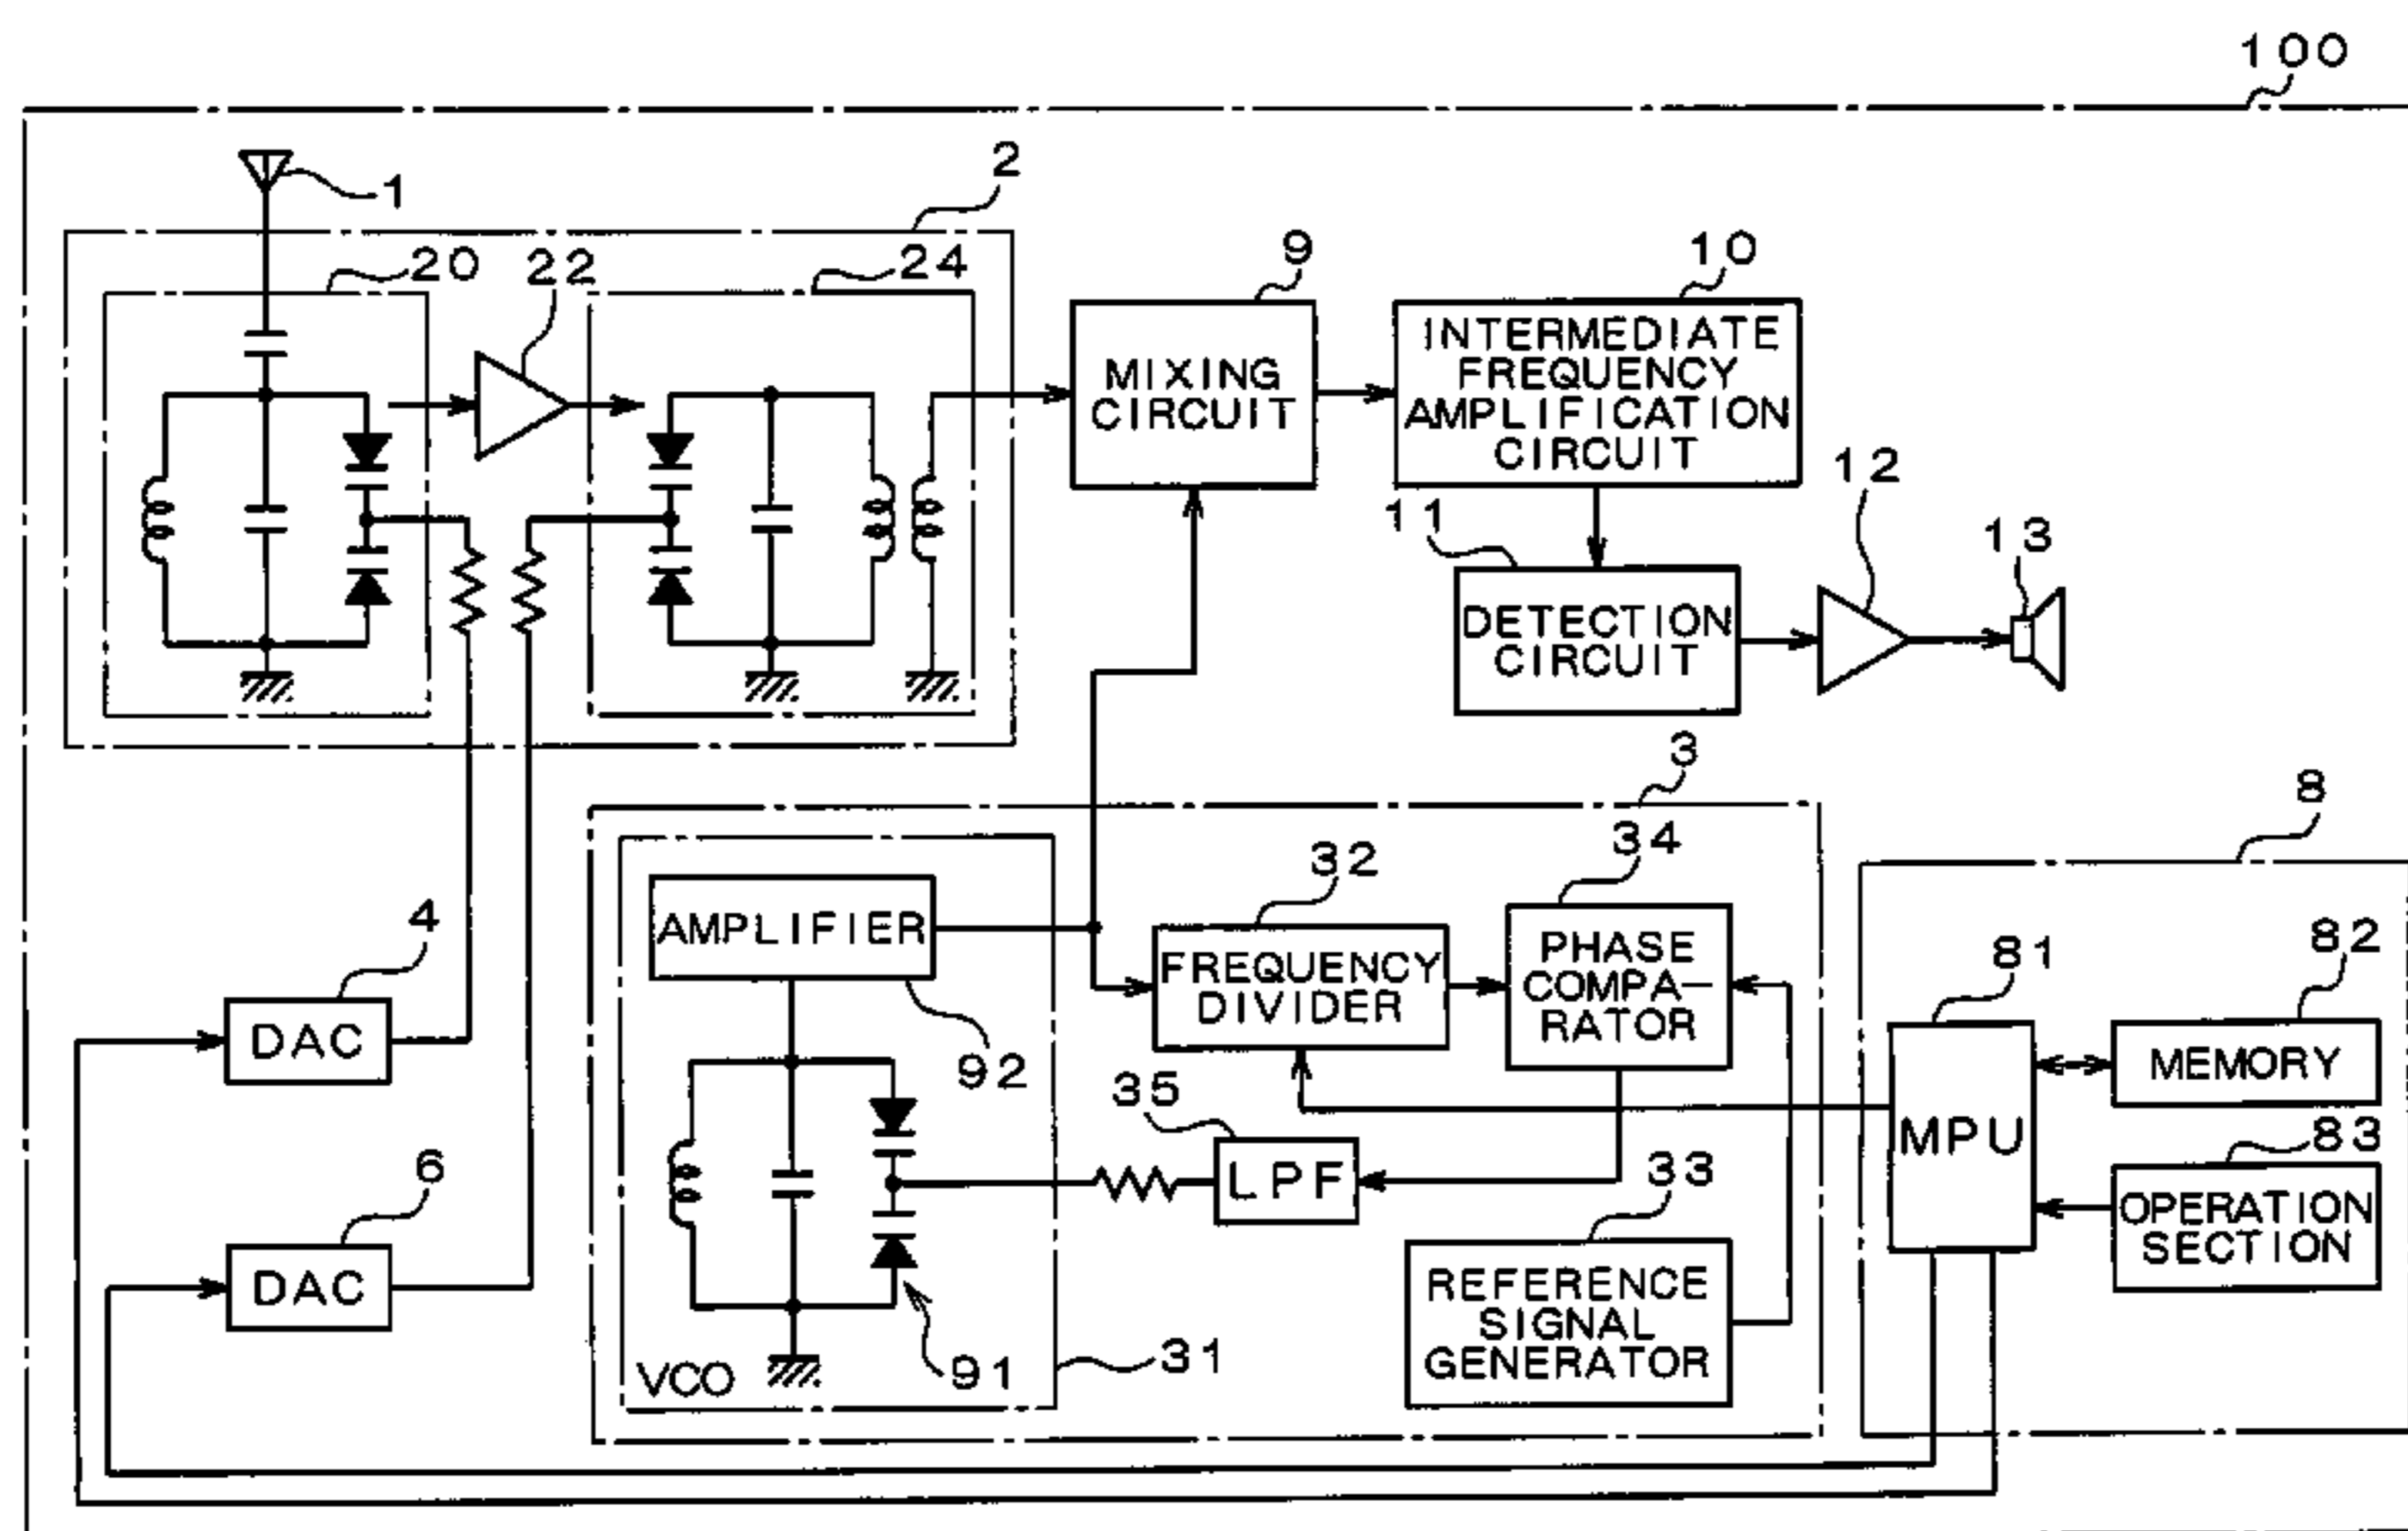 100
1
2
20
22
24
9
10
MIXING
CIRCUIT
INTERMEDIATE
FREQUENCY
AMPLIFICATION
CIRCUIT
11
12
13
DETECTION
CIRCUIT
3
8
34
32
AMPLIFIER
FREQUENCY
DIVIDER
PHASE
COMPA-
RATOR
81
82
4
DAC
92
MPU
MEMORY
83
35
LPF
33
OPERATION
SECTION
6
DAC
REFERENCE
SIGNAL
GENERATOR
VCO
91
31